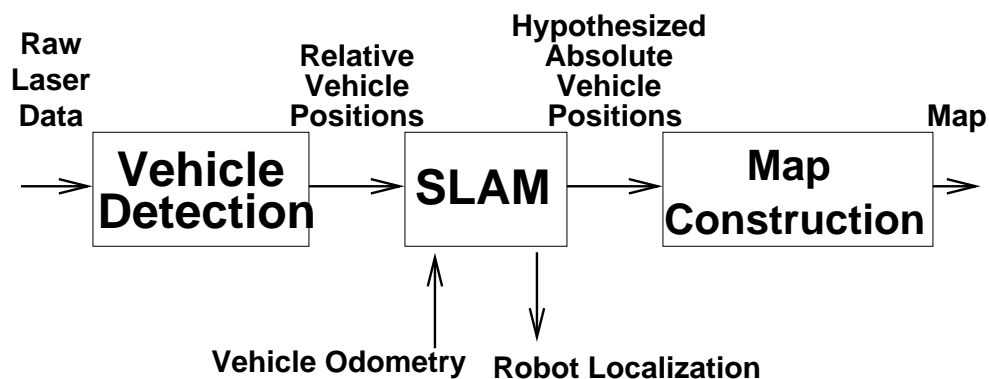 Raw
Laser
Data
Relative
Vehicle
Positions
Hypothesized
Absolute
Vehicle
Positions
Map
Vehicle
Detection
SLAM
Map
Construction
Vehicle Odometry
Robot Localization